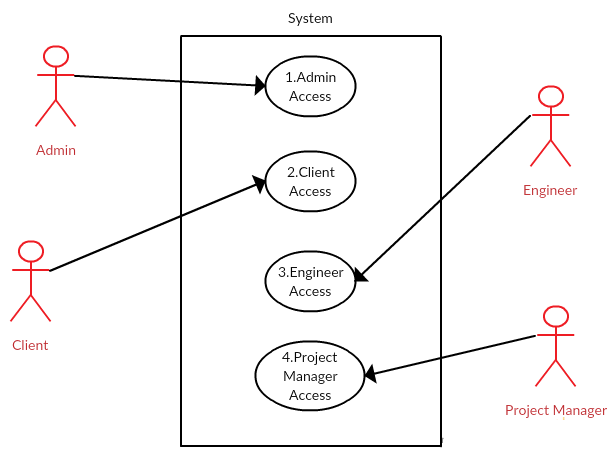 System
1.Admin
Access
Admin
2.Client
Access
Engineer
3.Engineer
Access
Client
4.Project
Manager
Access
Project Manager